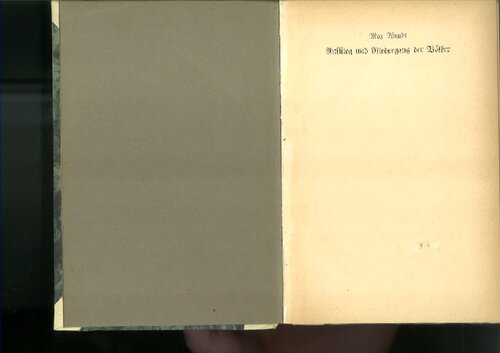 Max Wundt
Aufstieg und Niedergang der Völker